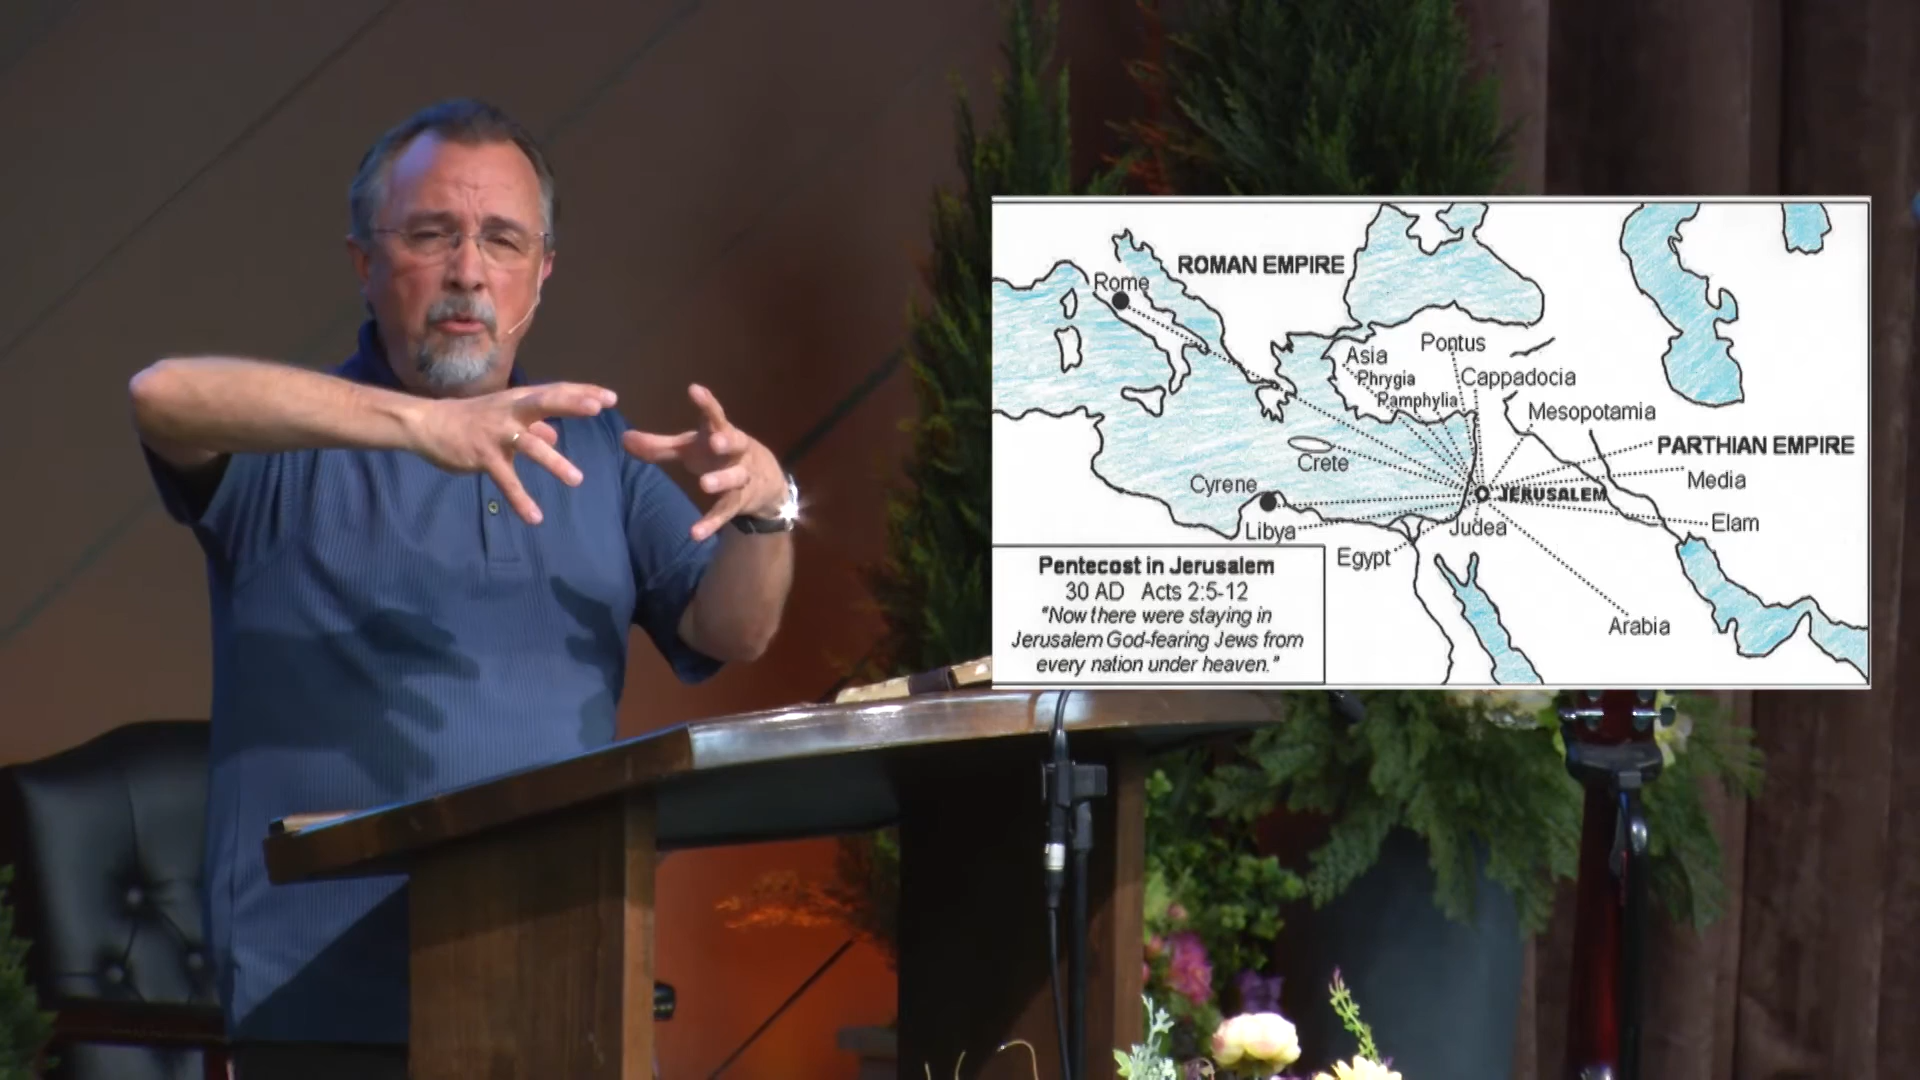 ROMAN EMPIRE
Rome
Pontus
Asia
Phrygia
Cappadocia
Pamphylia
Mesopotamia
PARTHIAN EMPIRE
Crete
Media
Cyrene
JERUSALEM
Elam
Libya
Judea
Egypt
Arabia
Pentecost in Jerusalem
30 AD Acts 2:5-12
"Now there were staying in
Jerusalem God-fearing Jews from
every nation under heaven."